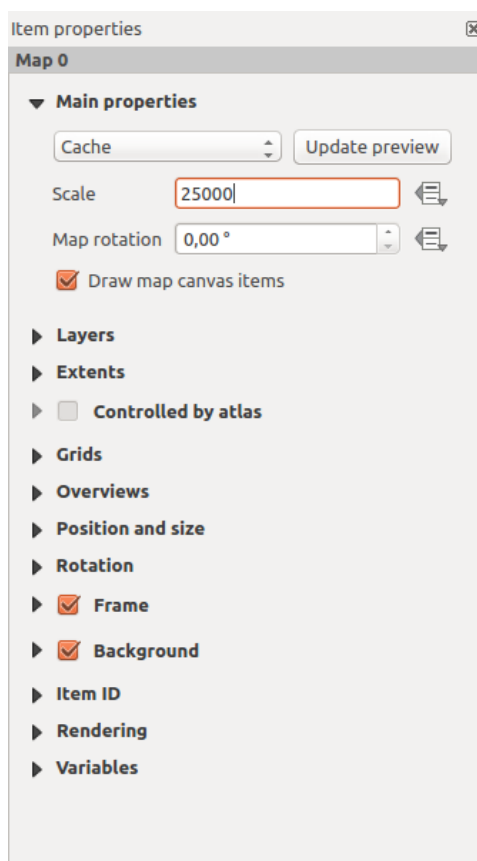 Item properties
Map 0
Main properties
Cache Update preview
Scale 25000
Map rotation 0,00 °
Draw map canvas items
Layers
Extents
Controlled by atlas
Grids
Overviews
Position and size
Rotation
Frame
Background
Item ID
Rendering
Variables